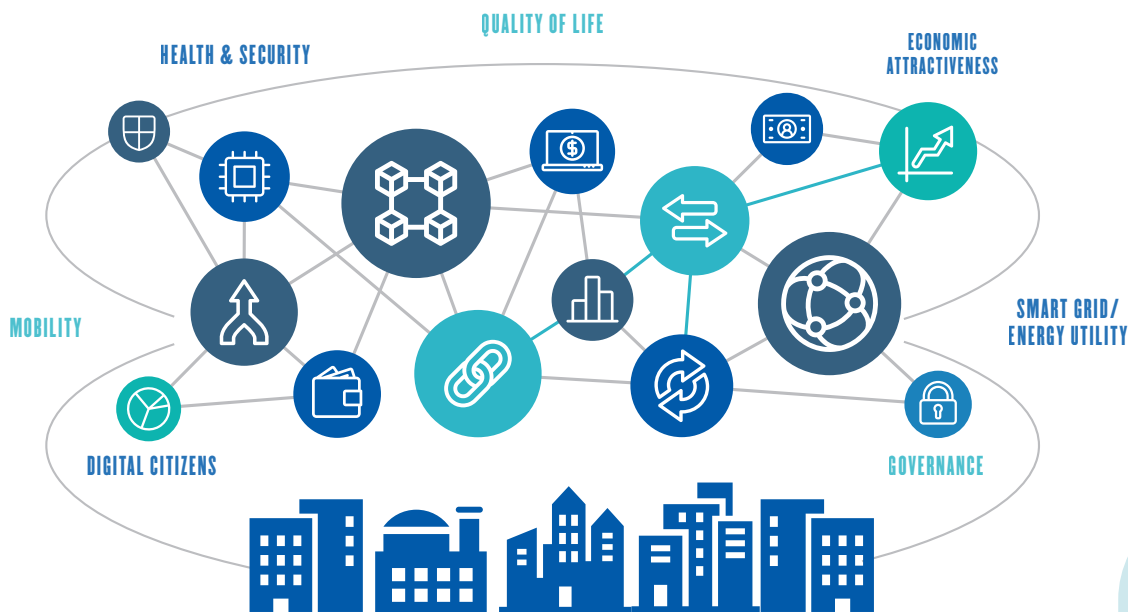 QUALITY OF LIFE
HEALTH & SECURITY
ECONOMIC
ATTRACTIVENESS
$
MOBILITY
SMART GRID/
ENERGY UTILITY
DIGITAL CITIZENS
GOVERNANCE